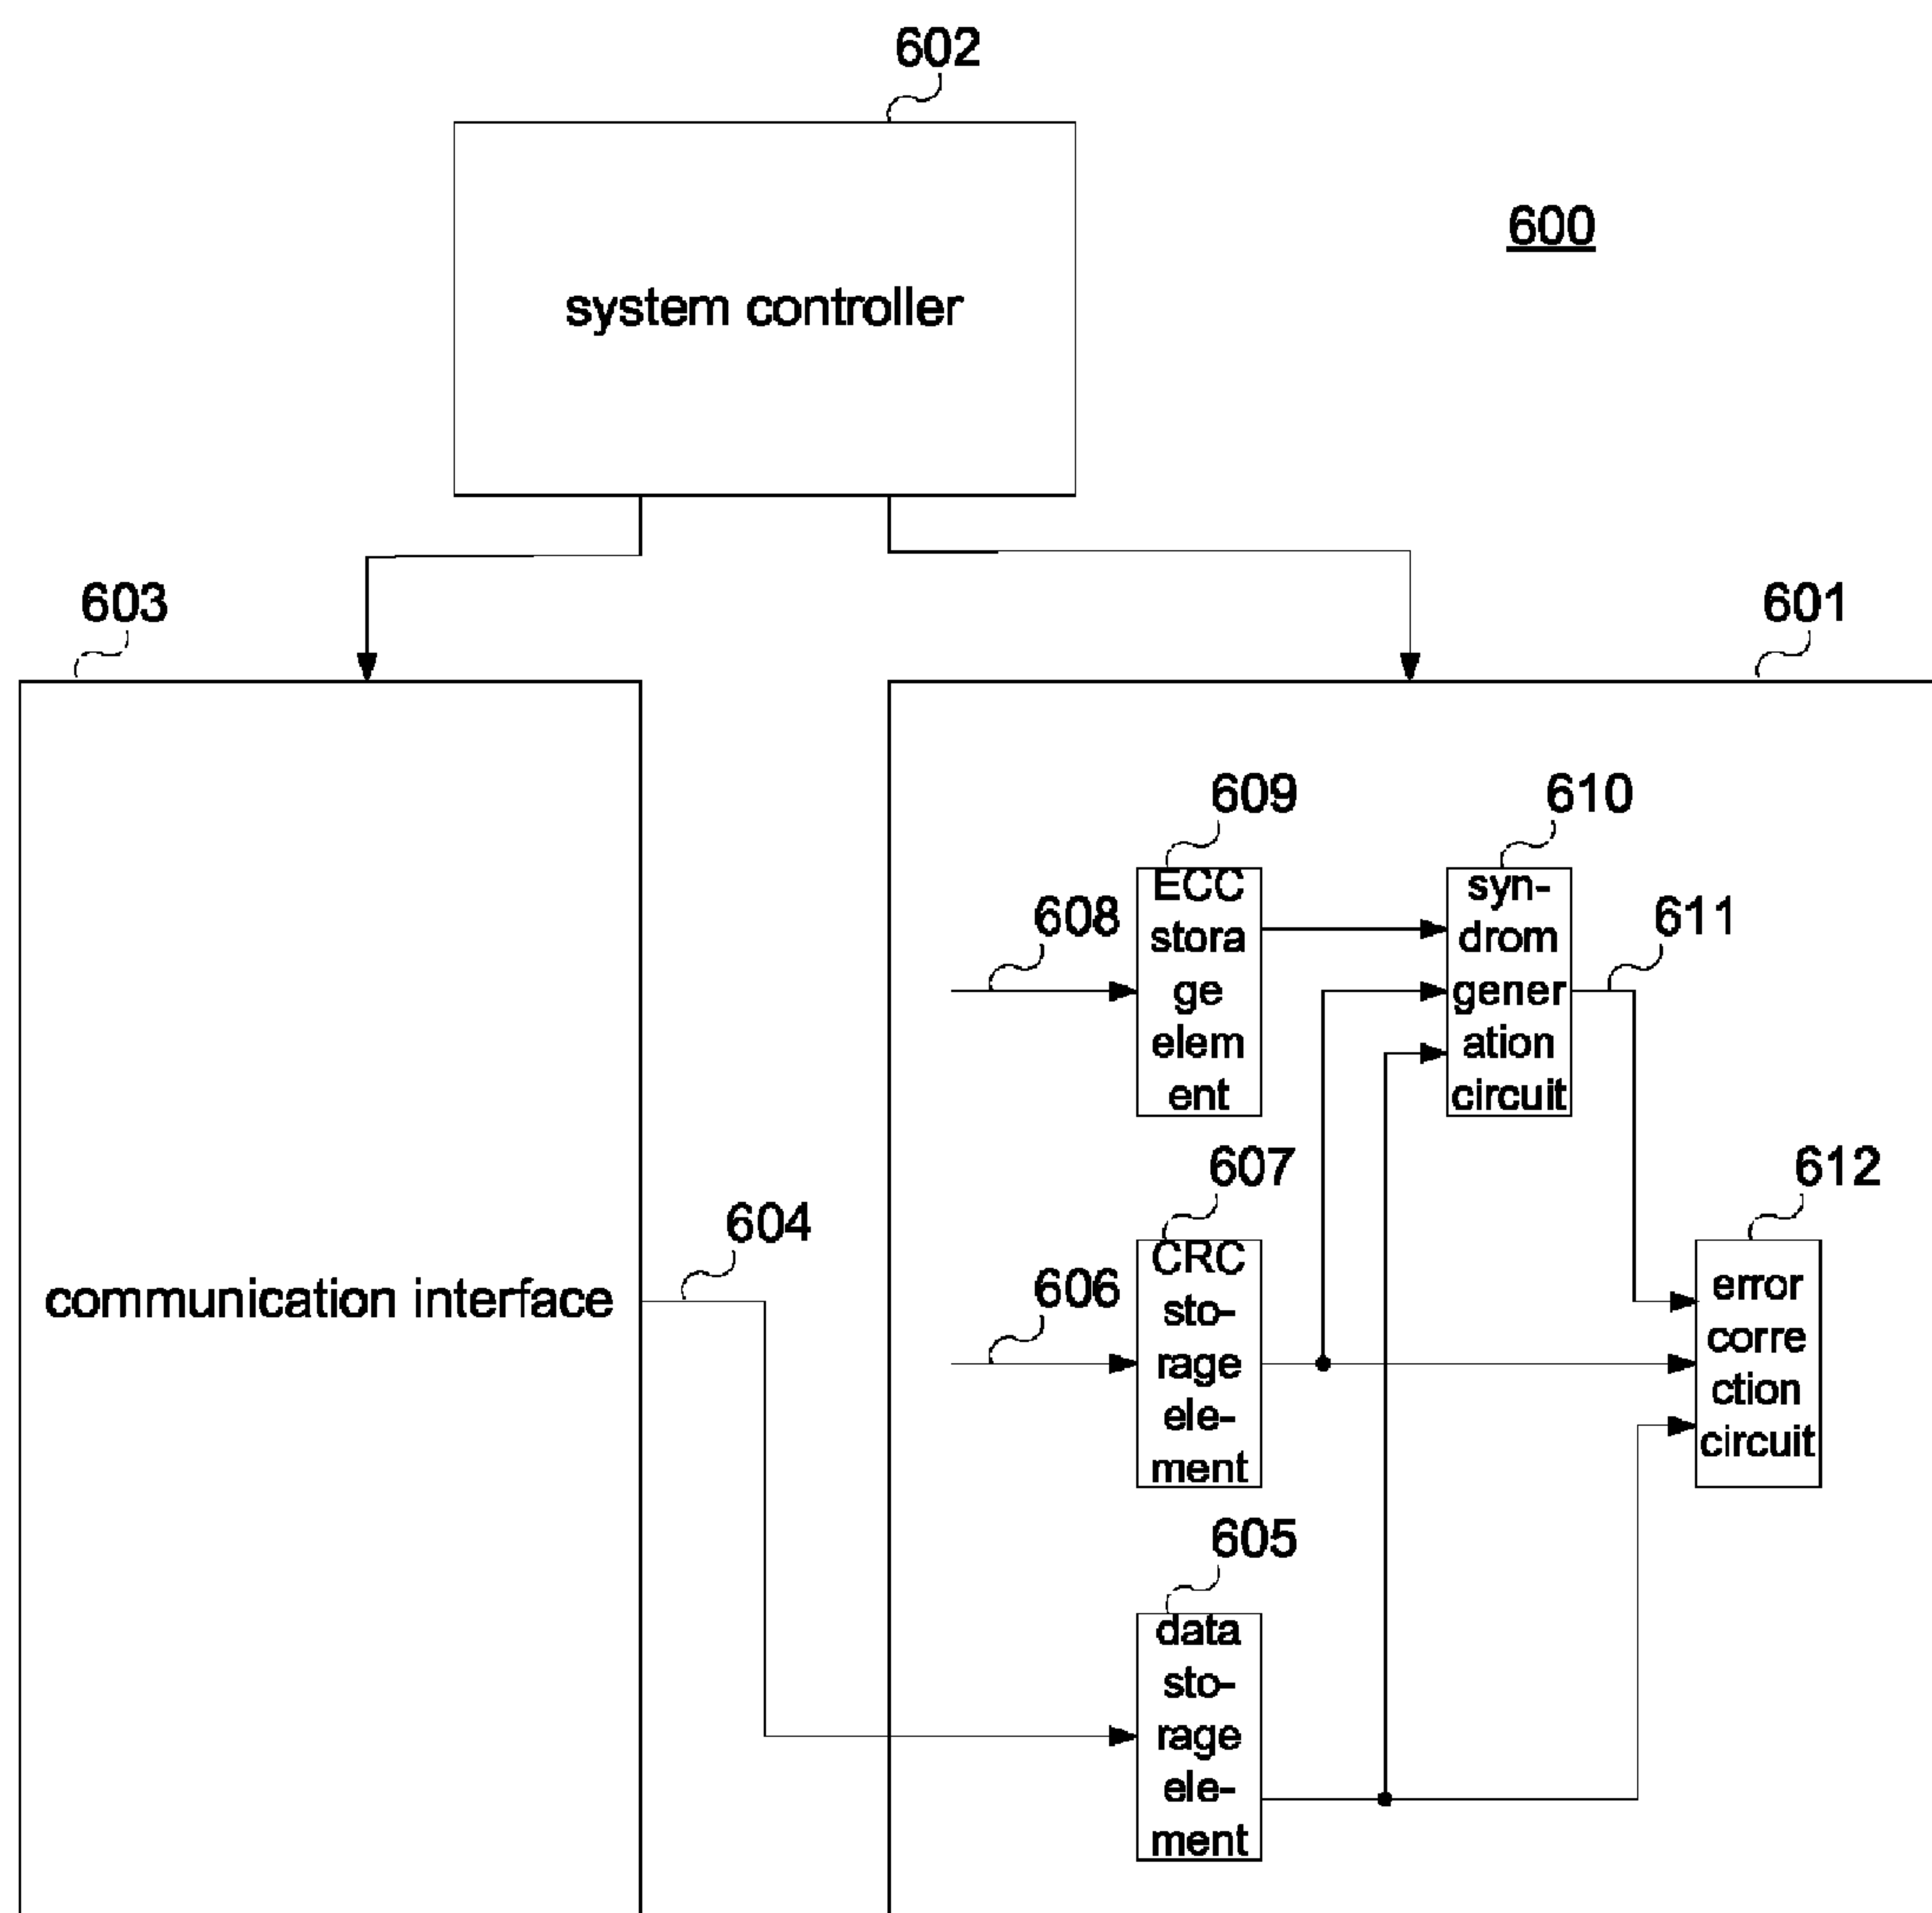 602
system controller
600
603
601
609
610
608
611
ECC
stora
ge
elem
ent
syn-
drom
gener
ation
circuit
607
612
604
606
communication interface
CRC
sto-
rage
ele-
ment
error
corre
ction
circuit
605
data
sto-
rage
ele-
ment